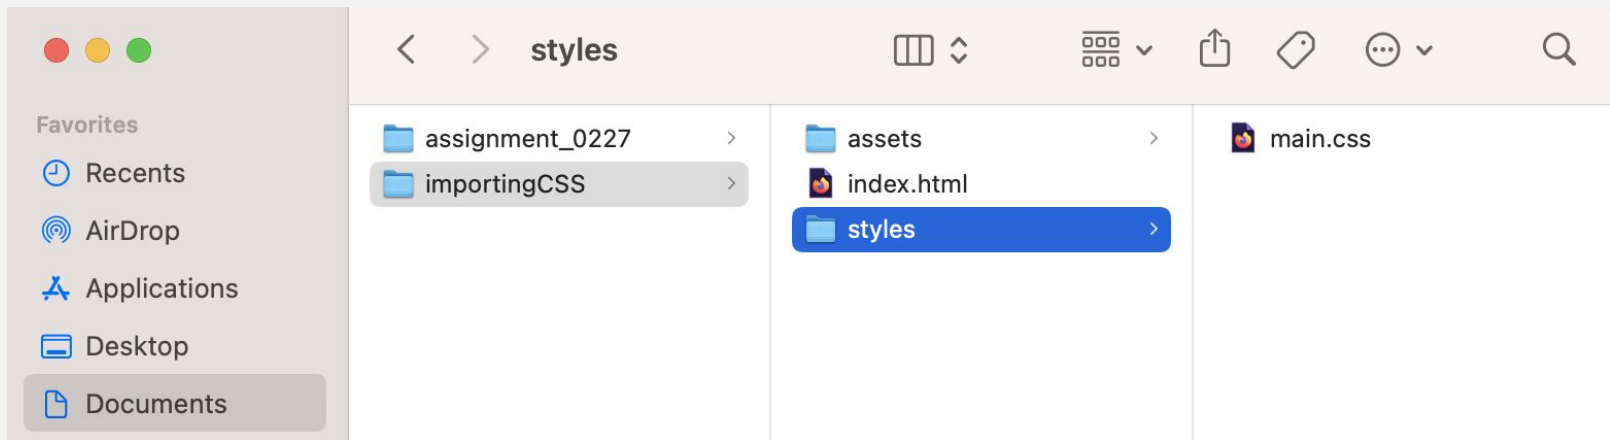 styles
Favorites
Recents
AirDrop
Applications
Desktop
Documents
assignment_0227
importingCSS
assets
index.html
styles
main.css